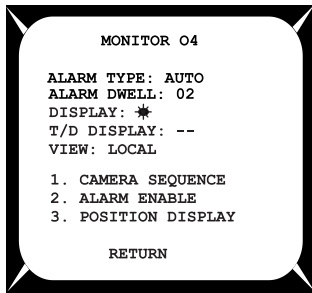 MONITOR O4
ALARM TYPE: AUTO
ALARM DWELL: 02
DISPLAY: ☀
T/D DISPLAY: --
VIEW: LOCAL
1. CAMERA SEQUENCE
2. ALARM ENABLE
3. POSITION DISPLAY
RETURN